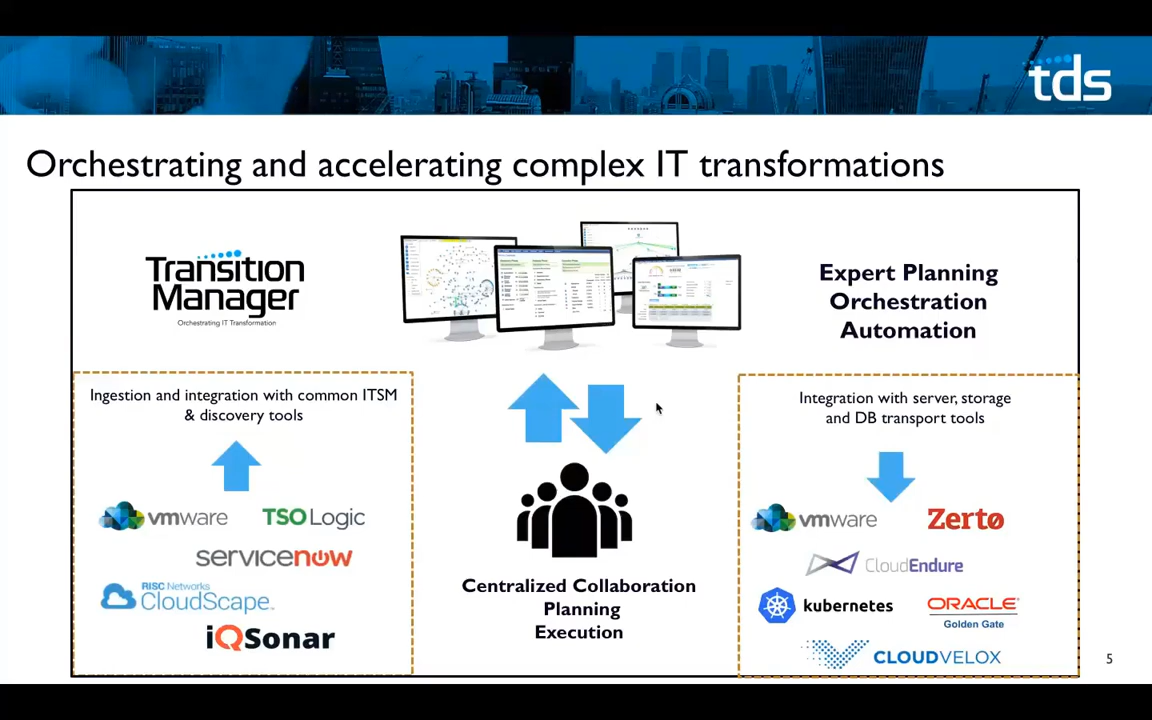 tds
Orchestrating and accelerating complex IT transformations
Transition
Manager
Orchestrating IT Transformation
Expert Planning
Orchestration
Automation
Ingestion and integration with common ITSM
& discovery tools
vmware
TSO Logic
servicenow
RISC Networks
CloudScape
iQSonar
Centralized Collaboration
Planning
Execution
Integration with server, storage
and DB transport tools
vmware
Zerto
CloudEndure
kubernetes
ORACLE®
Golden Gate
CLOUDVELOX
5